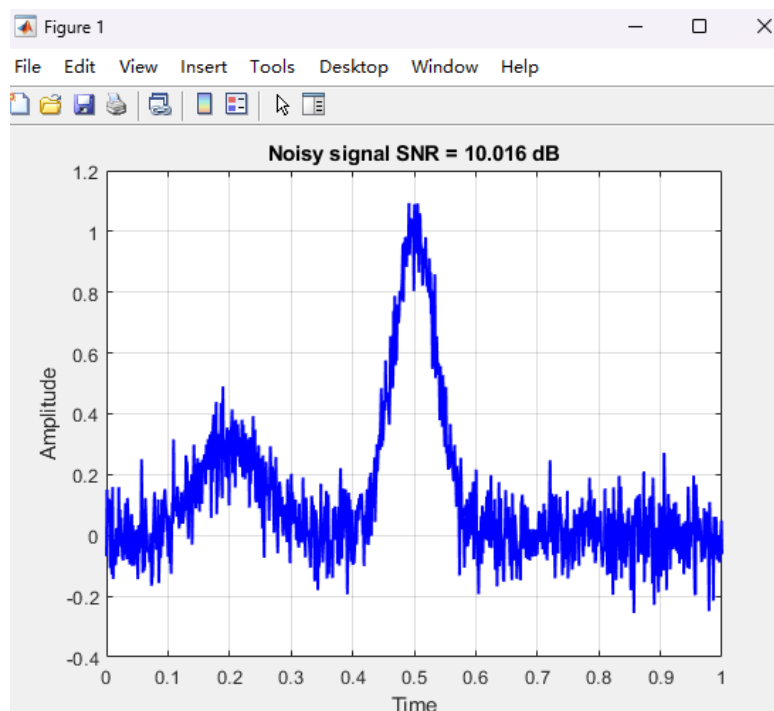 Figure 1
File Edit View Insert Tools Desktop Window Help
Noisy signal SNR = 10.016 dB
1.2
1
0.8
0.6
0.4
0.2
0
-0.2
-0.4
Amplitude
0 0.1 0.2 0.3 0.4 0.5 0.6 0.7 0.8 0.9 1
Time